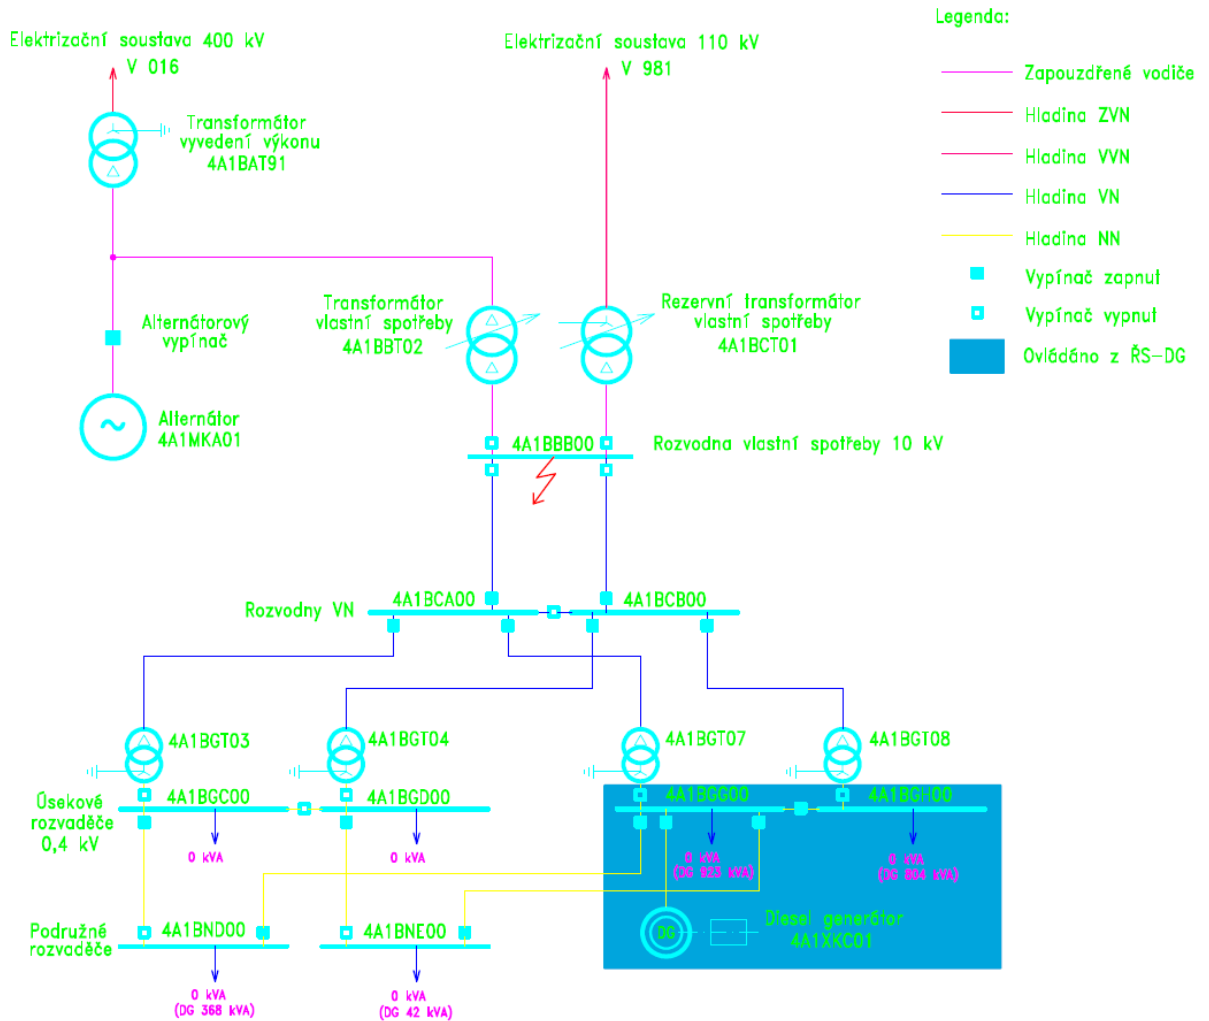 Legenda:
Elektrizační soustava 400 kV
V 016
Elektrizační soustava 110 kV
V 981
Zapouzdřené vodiče
Hladina ZVN
Hladina VVN
Hladina VN
Hladina NN
Vypínač zapnut
Vypínač vypnut
Ovládáno z ŘS-DG
Transformátor
vyvedení výkonu
4A1BAT91
Transformátor
vlastní spotřeby
4A1BBT02
Rezervní transformátor
vlastní spotřeby
4A1BCT01
Alternátorový
vypínač
Alternátor
4A1MKA01
4A1BBB00
Rozvodna vlastní spotřeby 10 kV
Rozvodny VN
4A1BCA00
4A1BCB00
4A1BGT03
4A1BGT04
4A1BGT07
4A1BGT08
Úsekové
rozvaděče
0,4 kV
4A1BGC00
4A1BGD00
4A1BGG00
4A1BGH00
0 kVA
0 kVA
0 kVA
(DG 923 kVA)
0 kVA
(DG 804 kVA)
Podružné
rozvaděče
4A1BND00
4A1BNE00
DG
Diesel generátor
4A1XKC01
0 kVA
(DG 368 kVA)
0 kVA
(DG 42 kVA)